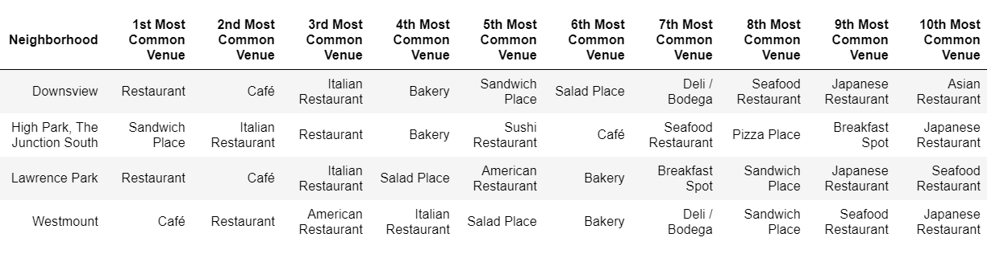 Neighborhood 1st Most Common Venue 2nd Most Common Venue 3rd Most Common Venue 4th Most Common Venue 5th Most Common Venue 6th Most Common Venue 7th Most Common Venue 8th Most Common Venue 9th Most Common Venue 10th Most Common Venue
Downsview Restaurant Café Italian Restaurant Bakery Sandwich Place Salad Place Deli / Bodega Seafood Restaurant Japanese Restaurant Asian Restaurant
High Park, The Junction South Sandwich Place Italian Restaurant Restaurant Bakery Sushi Restaurant Café Seafood Restaurant Pizza Place Breakfast Spot Japanese Restaurant
Lawrence Park Restaurant Café Italian Restaurant Salad Place American Restaurant Bakery Breakfast Spot Sandwich Place Japanese Restaurant Seafood Restaurant
Westmount Café Restaurant American Restaurant Italian Restaurant Salad Place Bakery Deli / Bodega Sandwich Place Seafood Restaurant Japanese Restaurant